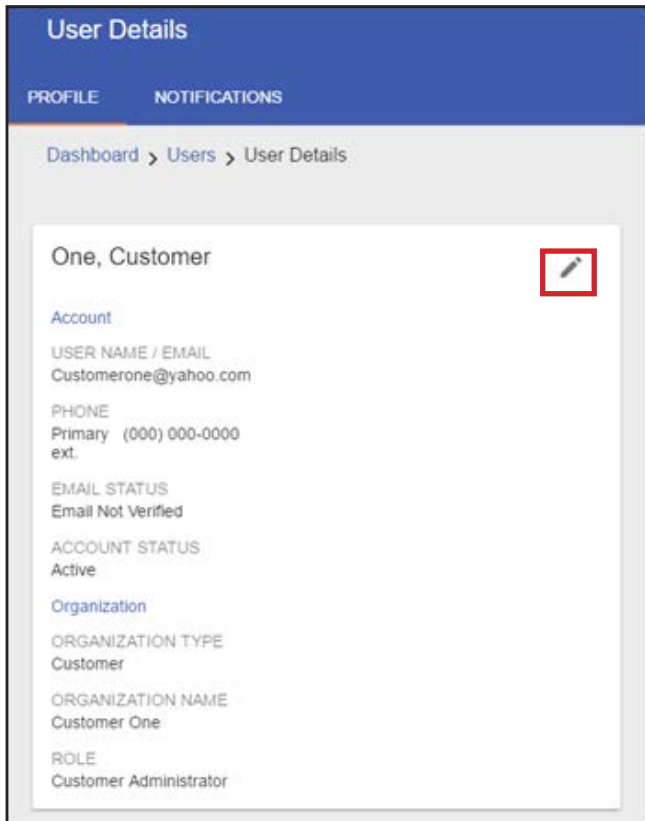 User Details
PROFILE NOTIFICATIONS
Dashboard > Users > User Details
One, Customer
Account
USER NAME / EMAIL
Customerone@yahoo.com
PHONE
Primary (000) 000-0000
ext.
EMAIL STATUS
Email Not Verified
ACCOUNT STATUS
Active
Organization
ORGANIZATION TYPE
Customer
ORGANIZATION NAME
Customer One
ROLE
Customer Administrator